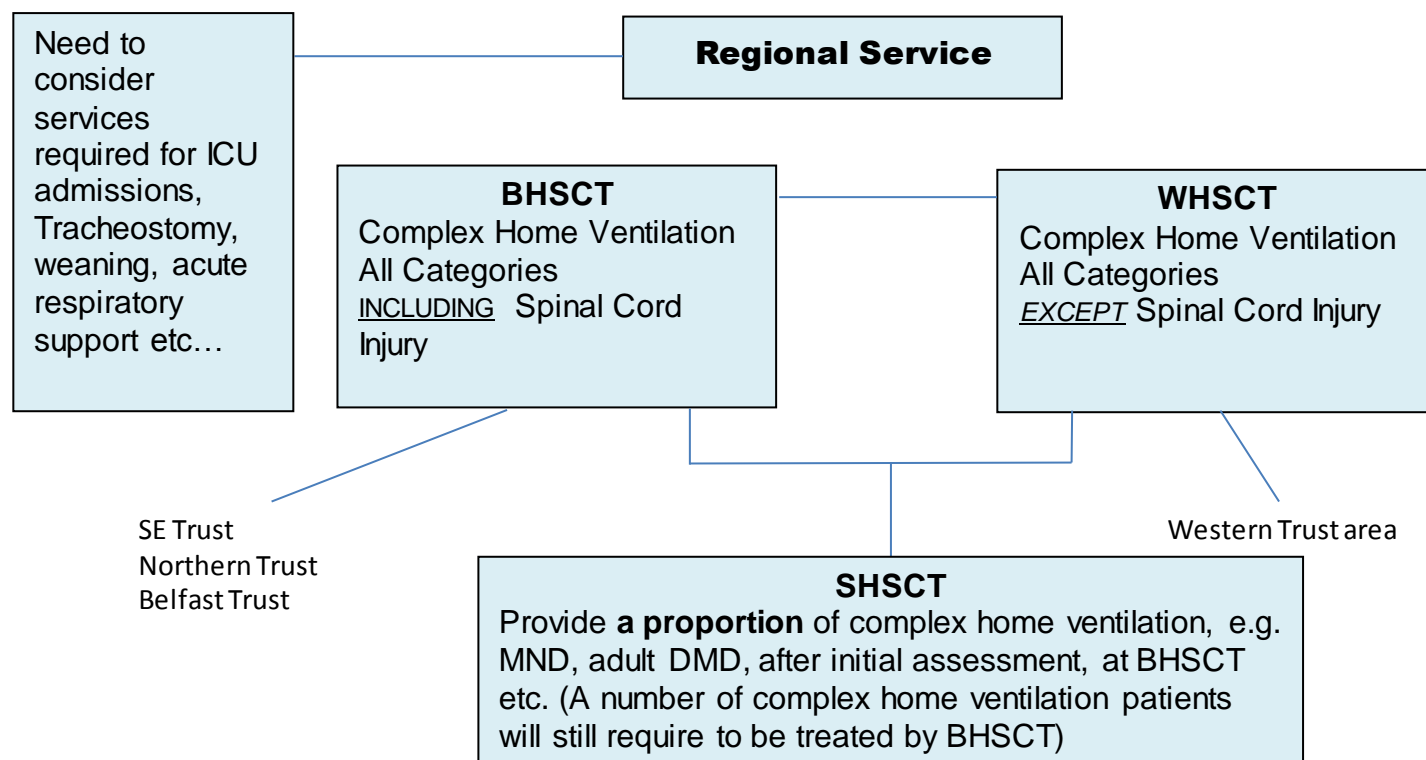 Need to
consider
services
required for ICU
admissions,
Tracheostomy,
weaning, acute
respiratory
support etc…
Regional Service
BHSCT
Complex Home Ventilation
All Categories
INCLUDING Spinal Cord
Injury
WHSCT
Complex Home Ventilation
All Categories
EXCEPT Spinal Cord Injury
SE Trust
Northern Trust
Belfast Trust
Western Trust area
SHSCT
Provide a proportion of complex home ventilation, e.g.
MND, adult DMD, after initial assessment, at BHSCT
etc. (A number of complex home ventilation patients
will still require to be treated by BHSCT)